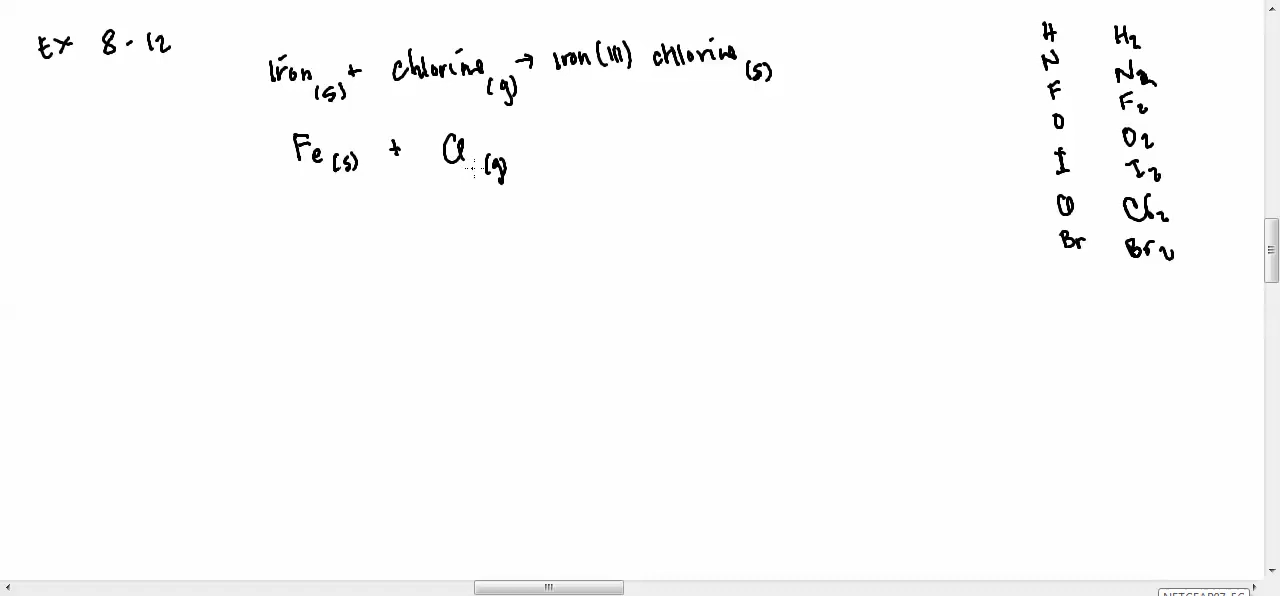 Ex 8.12
Iron(s) + chlorine(g) → Iron(III) chlorine(s)
Fe(s) + Cl(g)
H H2
N N2
F F2
O O2
I I2
Cl Cl2
Br Br2